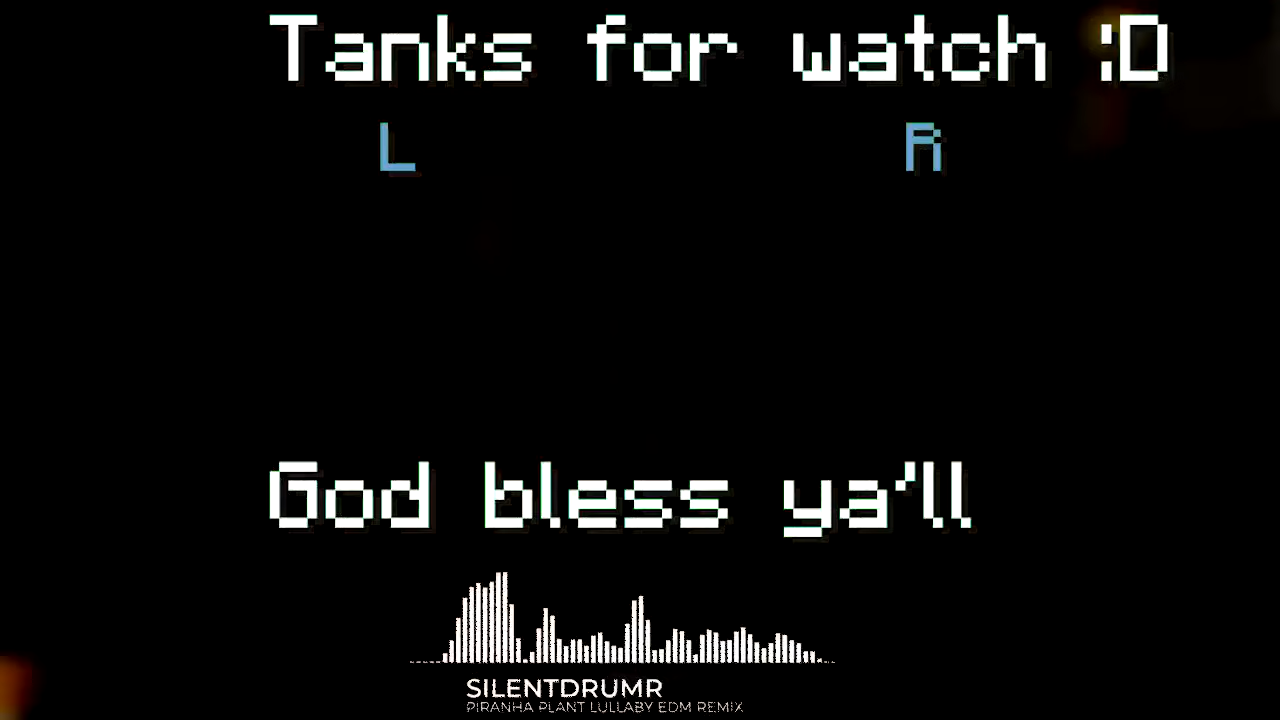 Tanks for watch :D
L R
God bless ya'll
SILENTDRUMR
PIRANHA PLANT LULLABY EDM REMIX